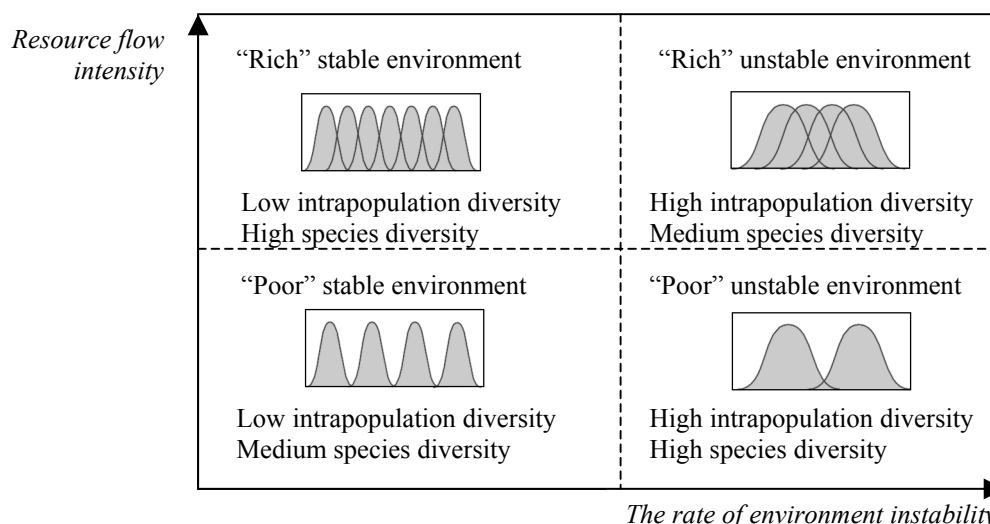 Resource flow
intensity
“Rich” stable environment
Low intrapopulation diversity
High species diversity
“Rich” unstable environment
High intrapopulation diversity
Medium species diversity
“Poor” stable environment
Low intrapopulation diversity
Medium species diversity
“Poor” unstable environment
High intrapopulation diversity
High species diversity
The rate of environment instability